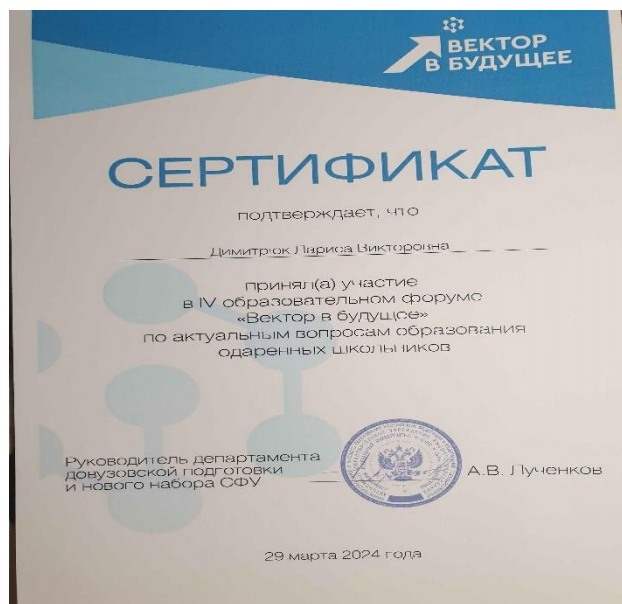 ВЕКТОР
В БУДУЩЕЕ
СЕРТИФИКАТ
подтверждает, что
Димитрюк Лариса Викторовна
принял(а) участие
в IV образовательном форуме
«Вектор в будущее»
по актуальным вопросам образования
одаренных школьников
Руководитель департамента
довузовской подготовки
и нового набора СФУ
А.В. Лученков
29 марта 2024 года